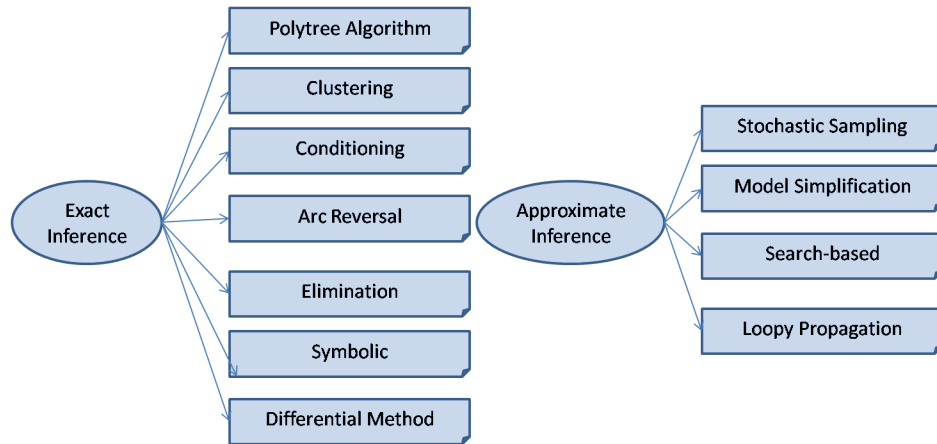 Exact
Inference
Polytree Algorithm
Clustering
Conditioning
Arc Reversal
Elimination
Symbolic
Differential Method
Approximate
Inference
Stochastic Sampling
Model Simplification
Search-based
Loopy Propagation